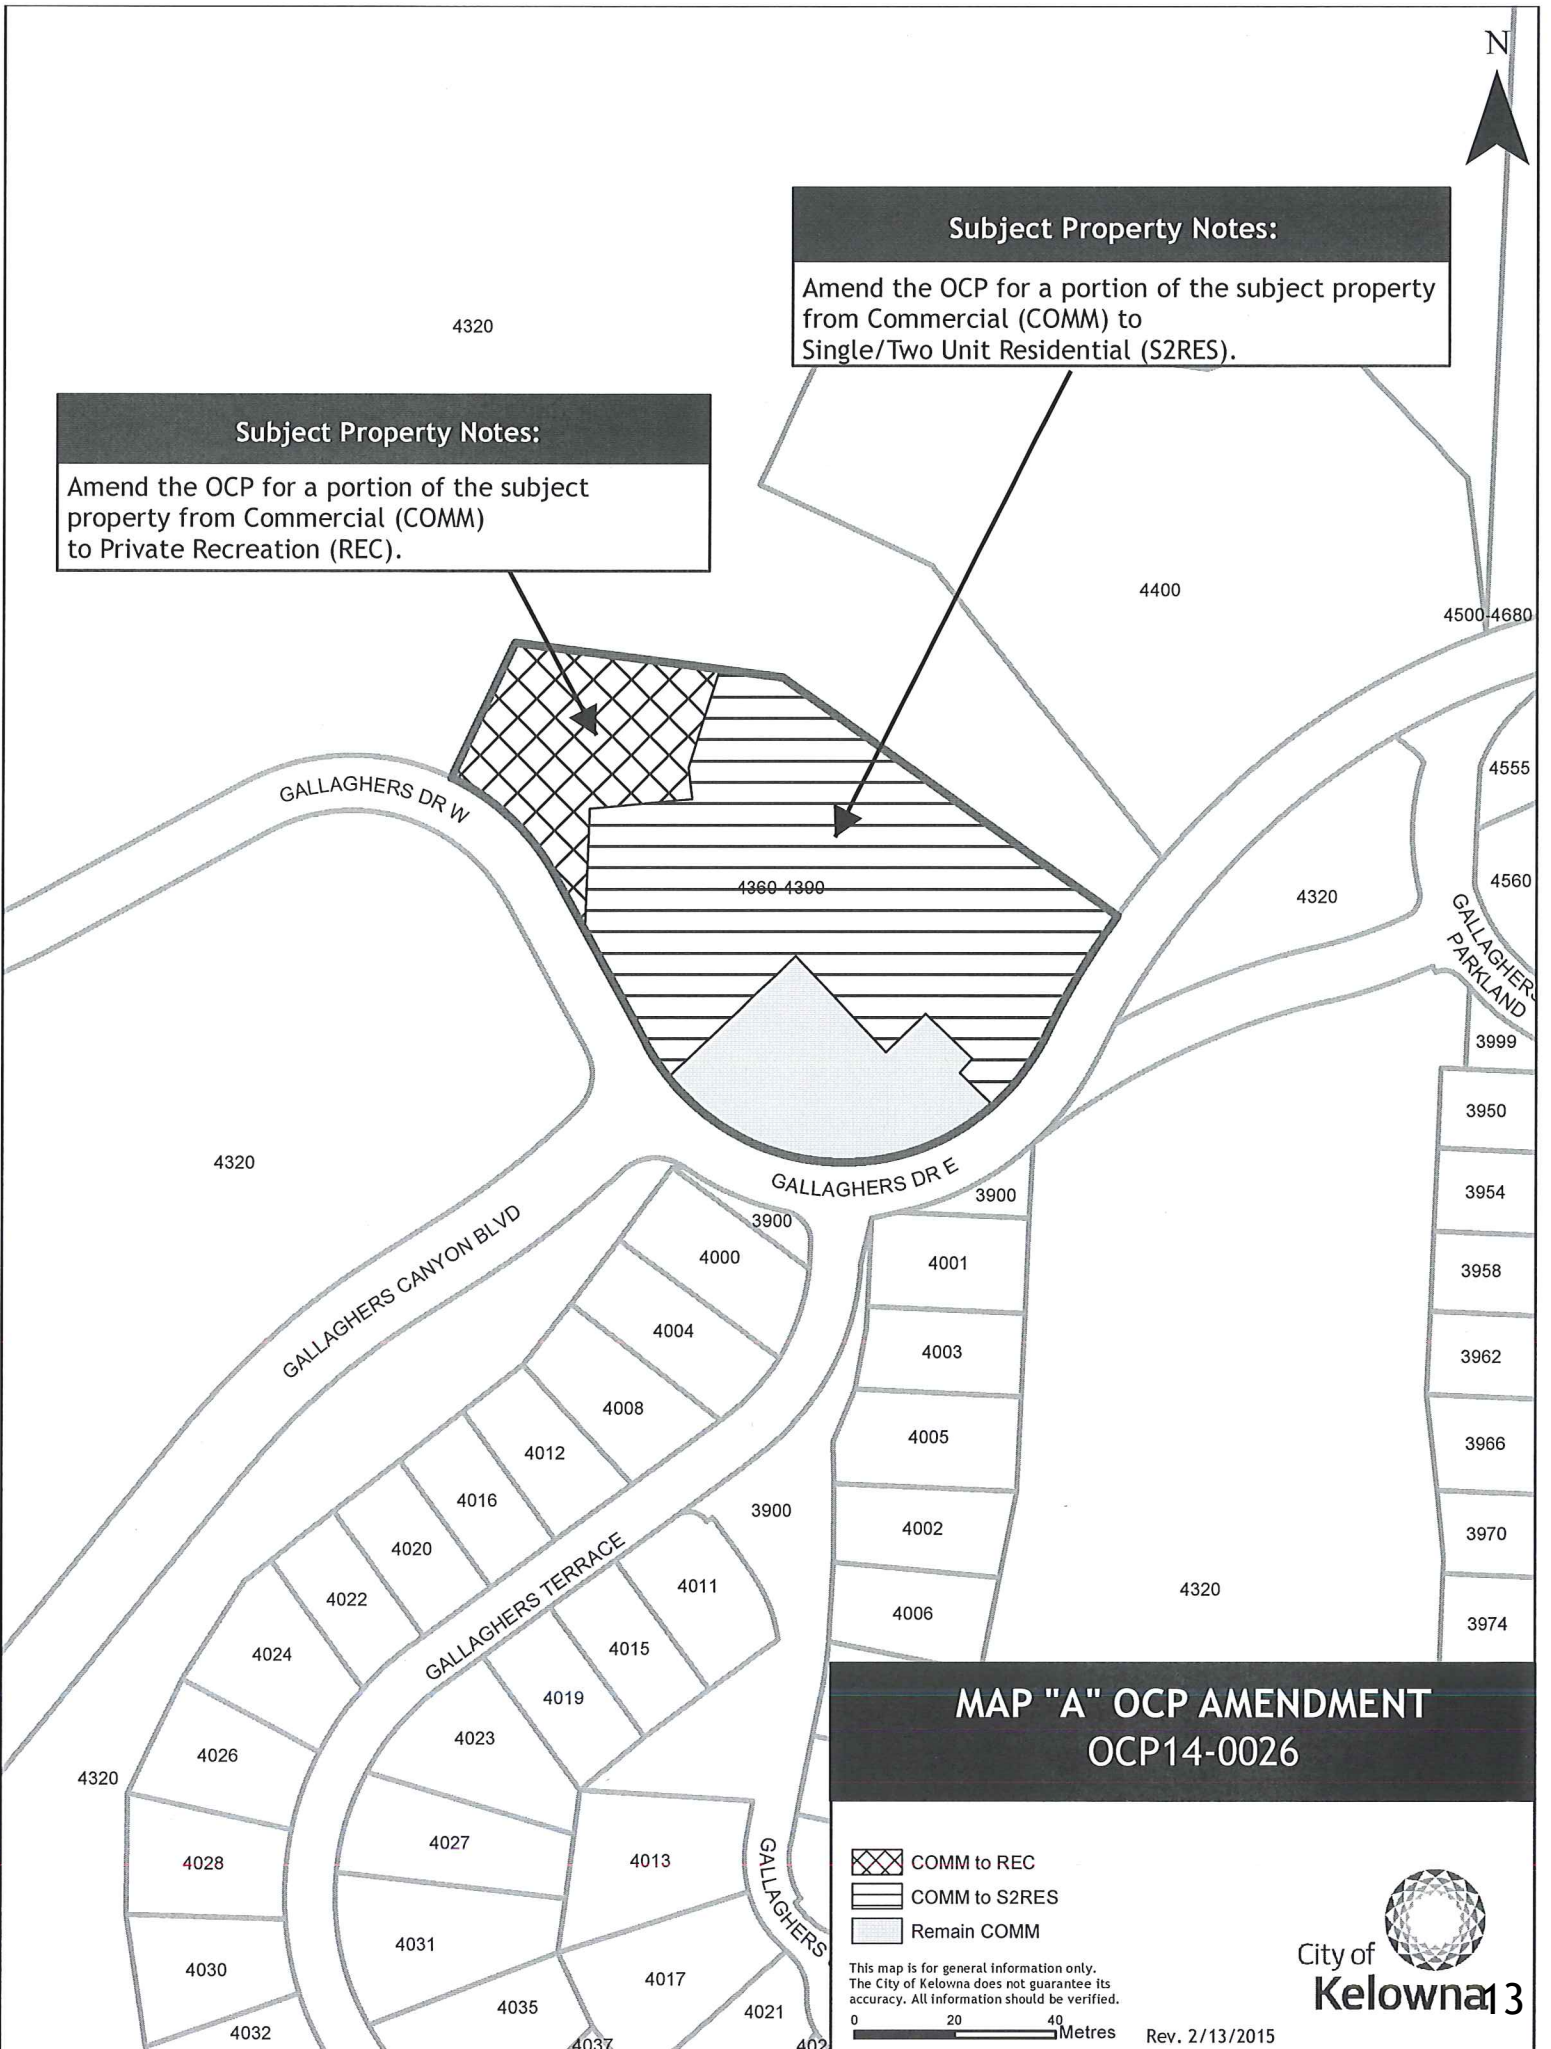 N
Subject Property Notes:
Amend the OCP for a portion of the subject property
from Commercial (COMM) to
Single/Two Unit Residential (S2RES).
4320
Subject Property Notes:
Amend the OCP for a portion of the subject
property from Commercial (COMM)
to Private Recreation (REC).
4400
4500-4680
4555
GALLAGHERS DR W
4360-4390
4320
4560
GALLAGHERS
PARKLAND
3999
3950
4320
GALLAGHERS DR E
3954
3900
3900
4000
4001
3958
GALLAGHERS CANYON BLVD
4004
4003
3962
4008
4005
3966
4012
4016
3900
4002
3970
4020
4011
4320
4022
GALLAGHERS TERRACE
4006
3974
4024
4015
4019
4023
4026
4320
MAP "A" OCP AMENDMENT
OCP14-0026
4027
4028
4013
GALLAGHERS
COMM to REC
COMM to S2RES
Remain COMM
4031
4030
4017
4035
4021
4032
4037
402
This map is for general information only.
The City of Kelowna does not guarantee its
accuracy. All information should be verified.
0 20 40 Metres
Rev. 2/13/2015
City of
Kelowna
13